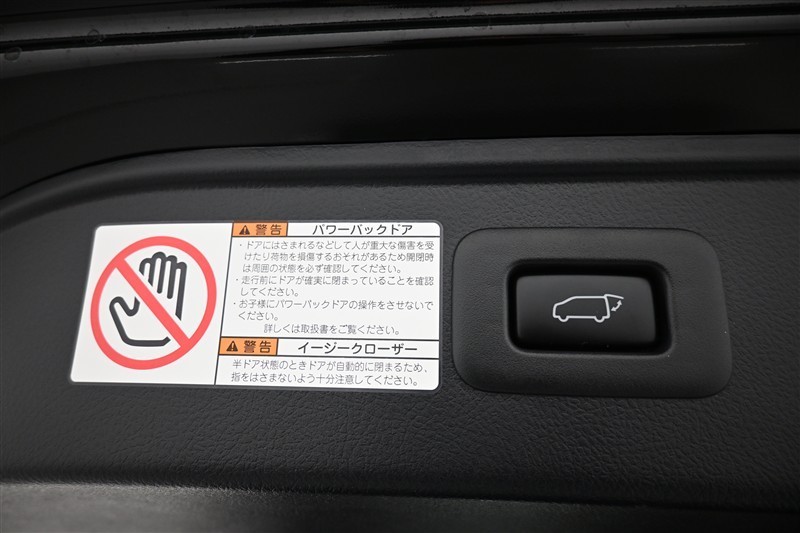 警告 パワーバックドア
・ドアにはさまれるなどして人が重大な傷害を受
けたり荷物を損傷するおそれがあるため開閉時
は周囲の状態を必ず確認してください。
・走行前にドアが確実に閉まっていることを確認
してください。
・お子様にパワーバックドアの操作をさせないで
ください。
詳しくは取扱書をご覧ください。
警告 イージークローザー
半ドア状態のときドアが自動的に閉まるため、
指をはさまないよう十分注意してください。